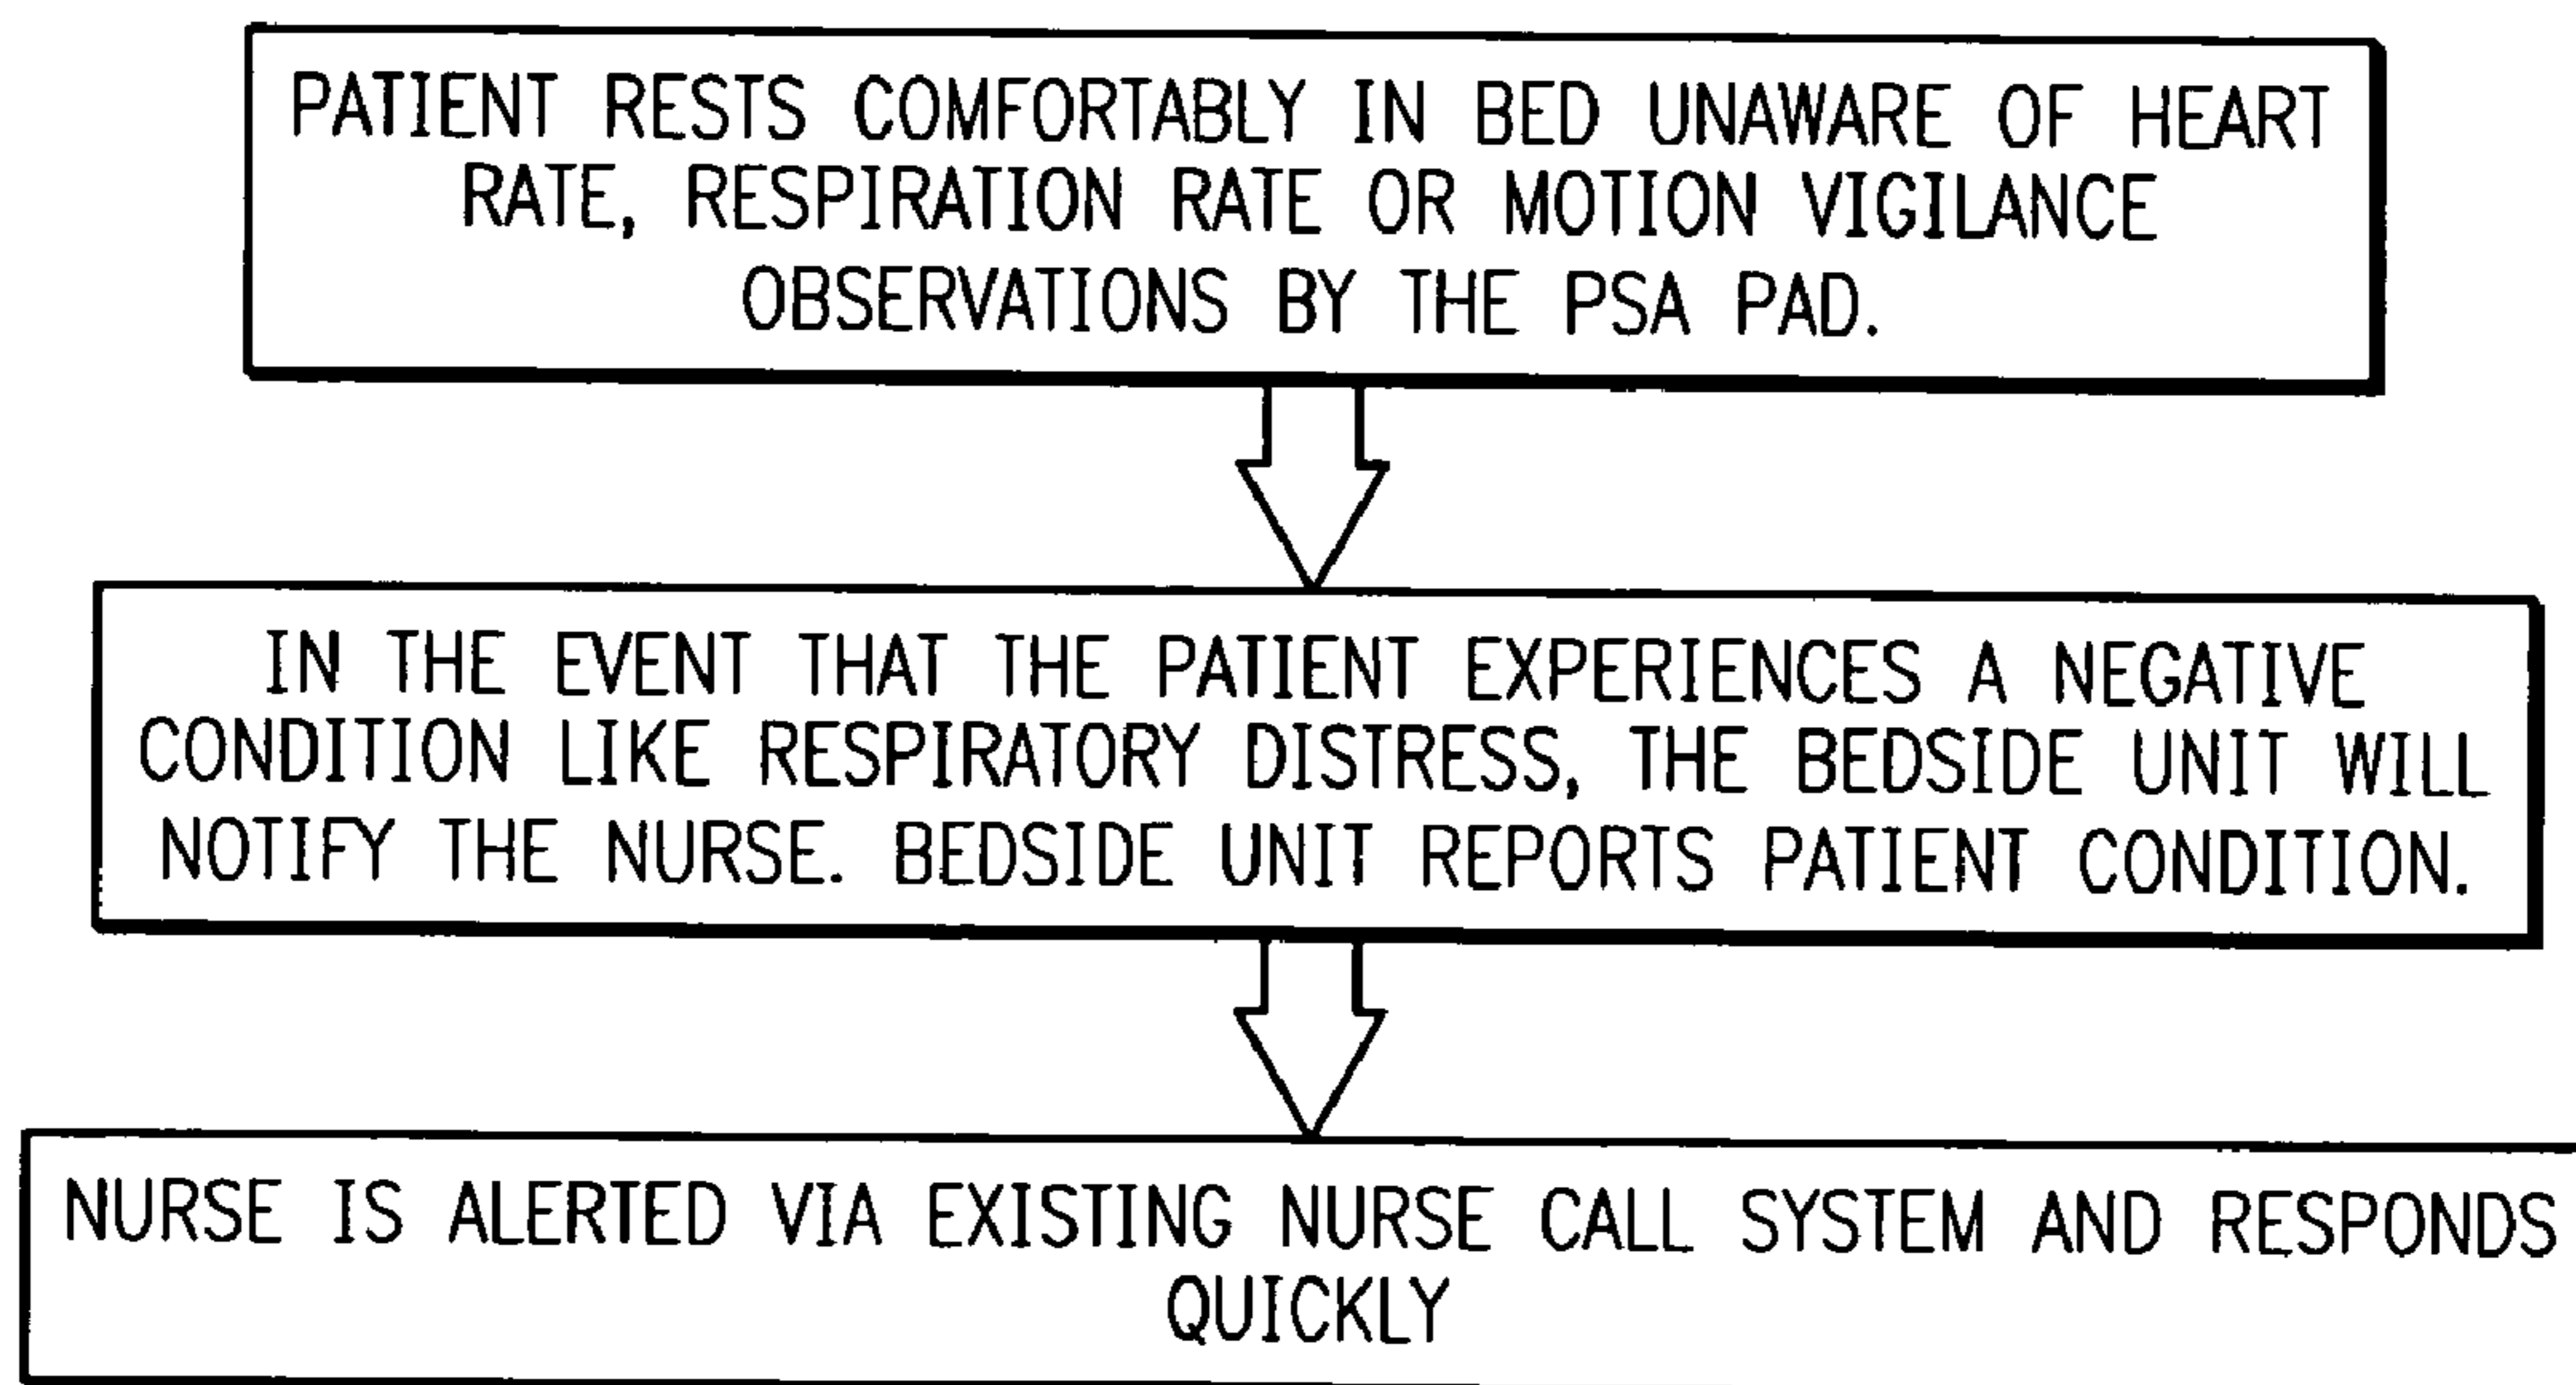 PATIENT RESTS COMFORTABLY IN BED UNAWARE OF HEART
RATE, RESPIRATION RATE OR MOTION VIGILANCE
OBSERVATIONS BY THE PSA PAD.
IN THE EVENT THAT THE PATIENT EXPERIENCES A NEGATIVE
CONDITION LIKE RESPIRATORY DISTRESS, THE BEDSIDE UNIT WILL
NOTIFY THE NURSE. BEDSIDE UNIT REPORTS PATIENT CONDITION.
NURSE IS ALERTED VIA EXISTING NURSE CALL SYSTEM AND RESPONDS
QUICKLY